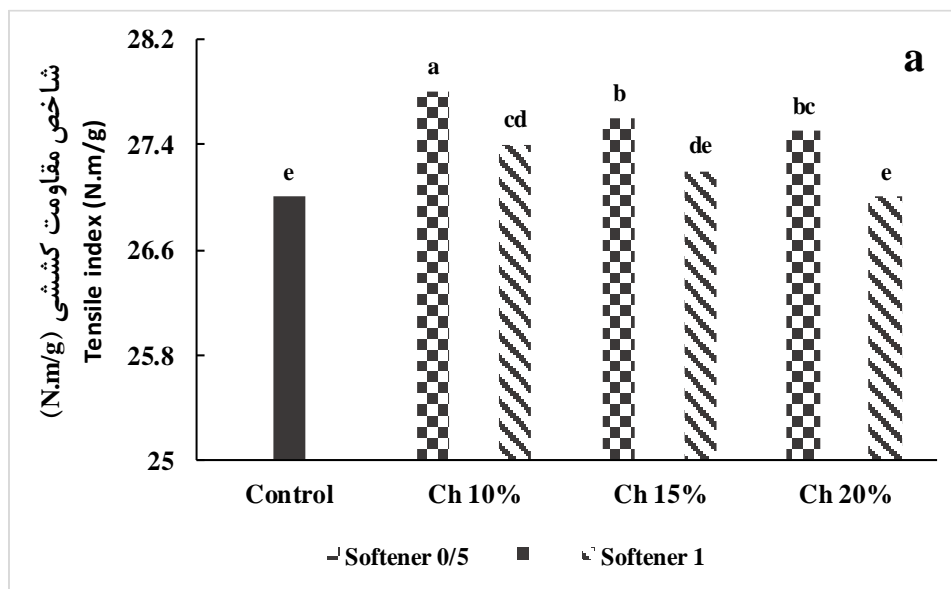 شاخص مقاومت کششی (N.m/g)
Tensile index (N.m/g)
28.2
27.4
26.6
25.8
25
a
e
a
cd
b
de
bc
e
Control Ch 10% Ch 15% Ch 20%
Softener 0/5 Softener 1